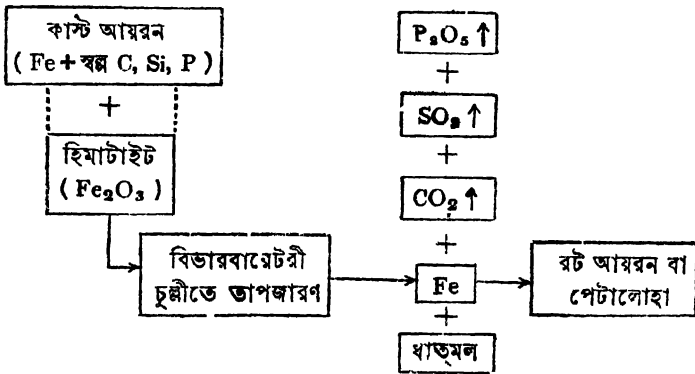 কাস্ট আয়রন
( Fe + স্বল্প C, Si, P )
+
হিমাটাইট
( Fe₂O₃ )
বিভারবারেটরী
চুল্লীতে তাপজারণ
P₂O₅ ↑
+
SO₂ ↑
+
CO₂ ↑
+
Fe
+
ধাতুমল
রট আয়রন বা
পেটালোহা